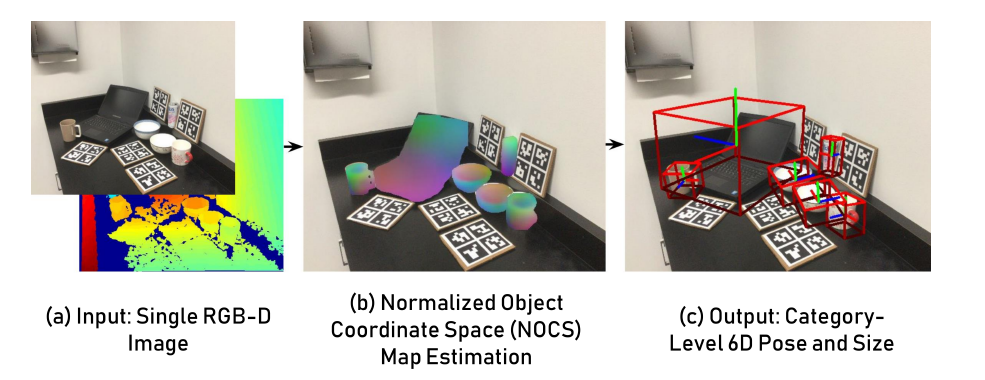 (a) Input: Single RGB-D
Image
(b) Normalized Object
Coordinate Space (NOCS)
Map Estimation
(c) Output: Category-
Level 6D Pose and Size